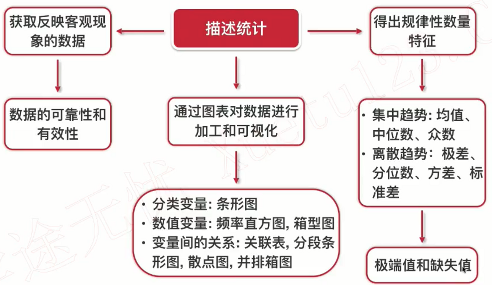 描述统计
获取反映客观现
象的数据
数据的可靠性和
有效性
通过图表对数据进行
加工和可视化
• 分类变量: 条形图
• 数值变量: 频率直方图, 箱型图
• 变量间的关系: 关联表, 分段条
形图, 散点图, 并排箱图
得出规律性数量
特征
• 集中趋势: 均值、
中位数、众数
• 离散趋势: 极差、
分位数、方差、标
准差
极端值和缺失值